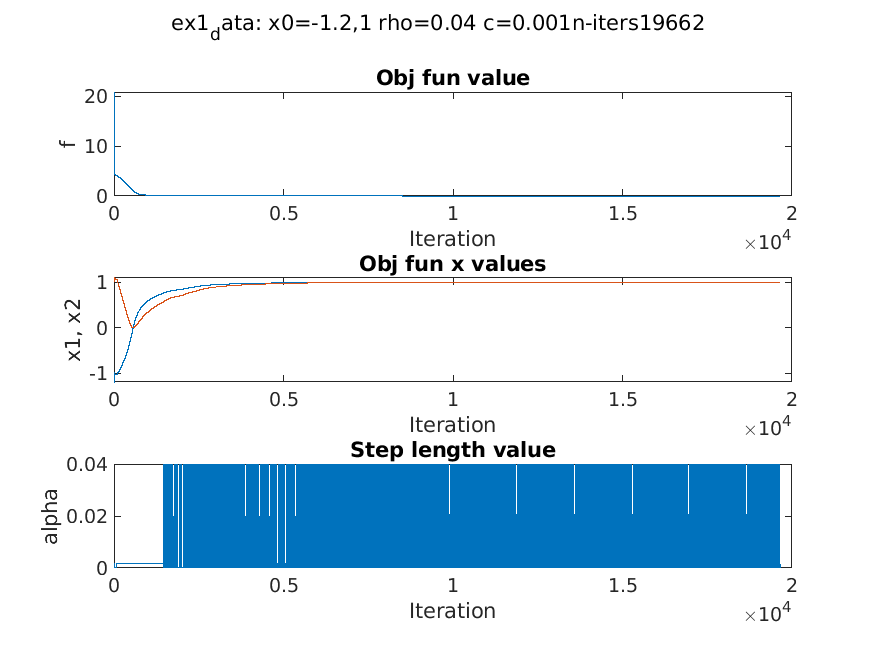 ex1_data: x0=-1.2,1 rho=0.04 c=0.001n-iters19662
Obj fun value
20
10
0
f
0 0.5 1 1.5 2
×10^4
Iteration
Obj fun x values
1
0
-1
x1, x2
0 0.5 1 1.5 2
×10^4
Iteration
Step length value
0.04
0.02
0
alpha
0 0.5 1 1.5 2
×10^4
Iteration